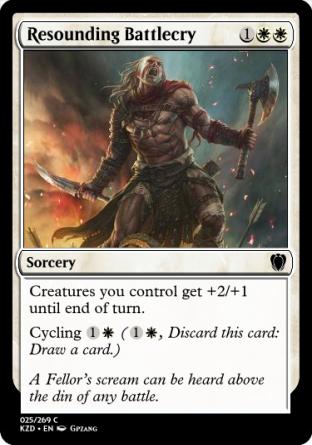 Resounding Battlecry 1
Sorcery
Creatures you control get +2/+1
until end of turn.
Cycling 1 ( 1 , Discard this card:
Draw a card.)
A Fellor's scream can be heard above
the din of any battle.
025/269 C
KZD • EN GPZANG